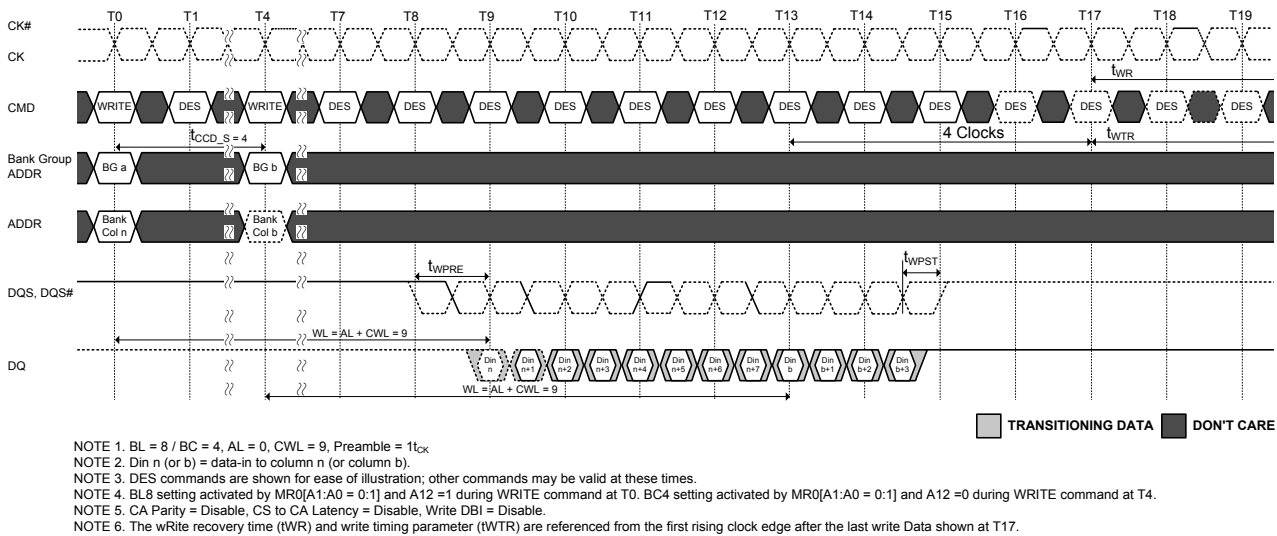 T0 T1 T4 T7 T8 T9 T10 T11 T12 T13 T14 T15 T16 T17 T18 T19
CK#
CK
tWR
CMD WRITE DES WRITE DES DES DES DES DES DES DES DES DES DES DES DES DES
tCCD_S = 4
4 Clocks
tWTR
Bank Group
ADDR
BG a BG b
ADDR
Bank
Col n
Bank
Col b
tWPRE
tWPST
DQS, DQS#
WL = AL + CWL = 9
DQ
Din
n
Din
n+1
Din
n+2
Din
n+3
Din
n+4
Din
n+5
Din
n+6
Din
n+7
Din
b
Din
b+1
Din
b+2
Din
b+3
WL = AL + CWL = 9
TRANSITIONING DATA DON'T CARE
NOTE 1. BL = 8 / BC = 4, AL = 0, CWL = 9, Preamble = 1tCK
NOTE 2. Din n (or b) = data-in to column n (or column b).
NOTE 3. DES commands are shown for ease of illustration; other commands may be valid at these times.
NOTE 4. BL8 setting activated by MR0[A1:A0 = 0:1] and A12 =1 during WRITE command at T0. BC4 setting activated by MR0[A1:A0 = 0:1] and A12 =0 during WRITE command at T4.
NOTE 5. CA Parity = Disable, CS to CA Latency = Disable, Write DBI = Disable.
NOTE 6. The wRite recovery time (tWR) and write timing parameter (tWTR) are referenced from the first rising clock edge after the last write Data shown at T17.